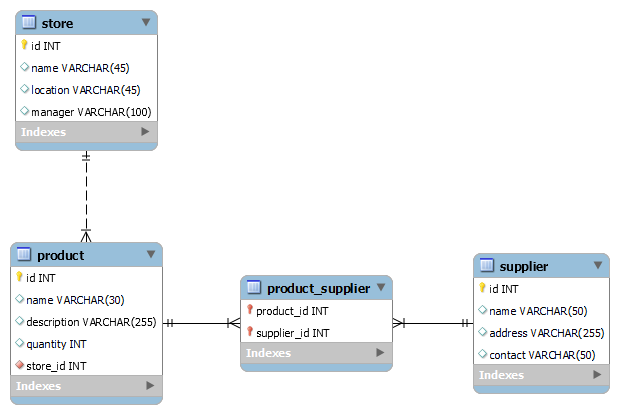 store
id INT
name VARCHAR(45)
location VARCHAR(45)
manager VARCHAR(100)
Indexes
product
id INT
name VARCHAR(30)
description VARCHAR(255)
quantity INT
store_id INT
Indexes
product_supplier
product_id INT
supplier_id INT
Indexes
supplier
id INT
name VARCHAR(50)
address VARCHAR(255)
contact VARCHAR(50)
Indexes